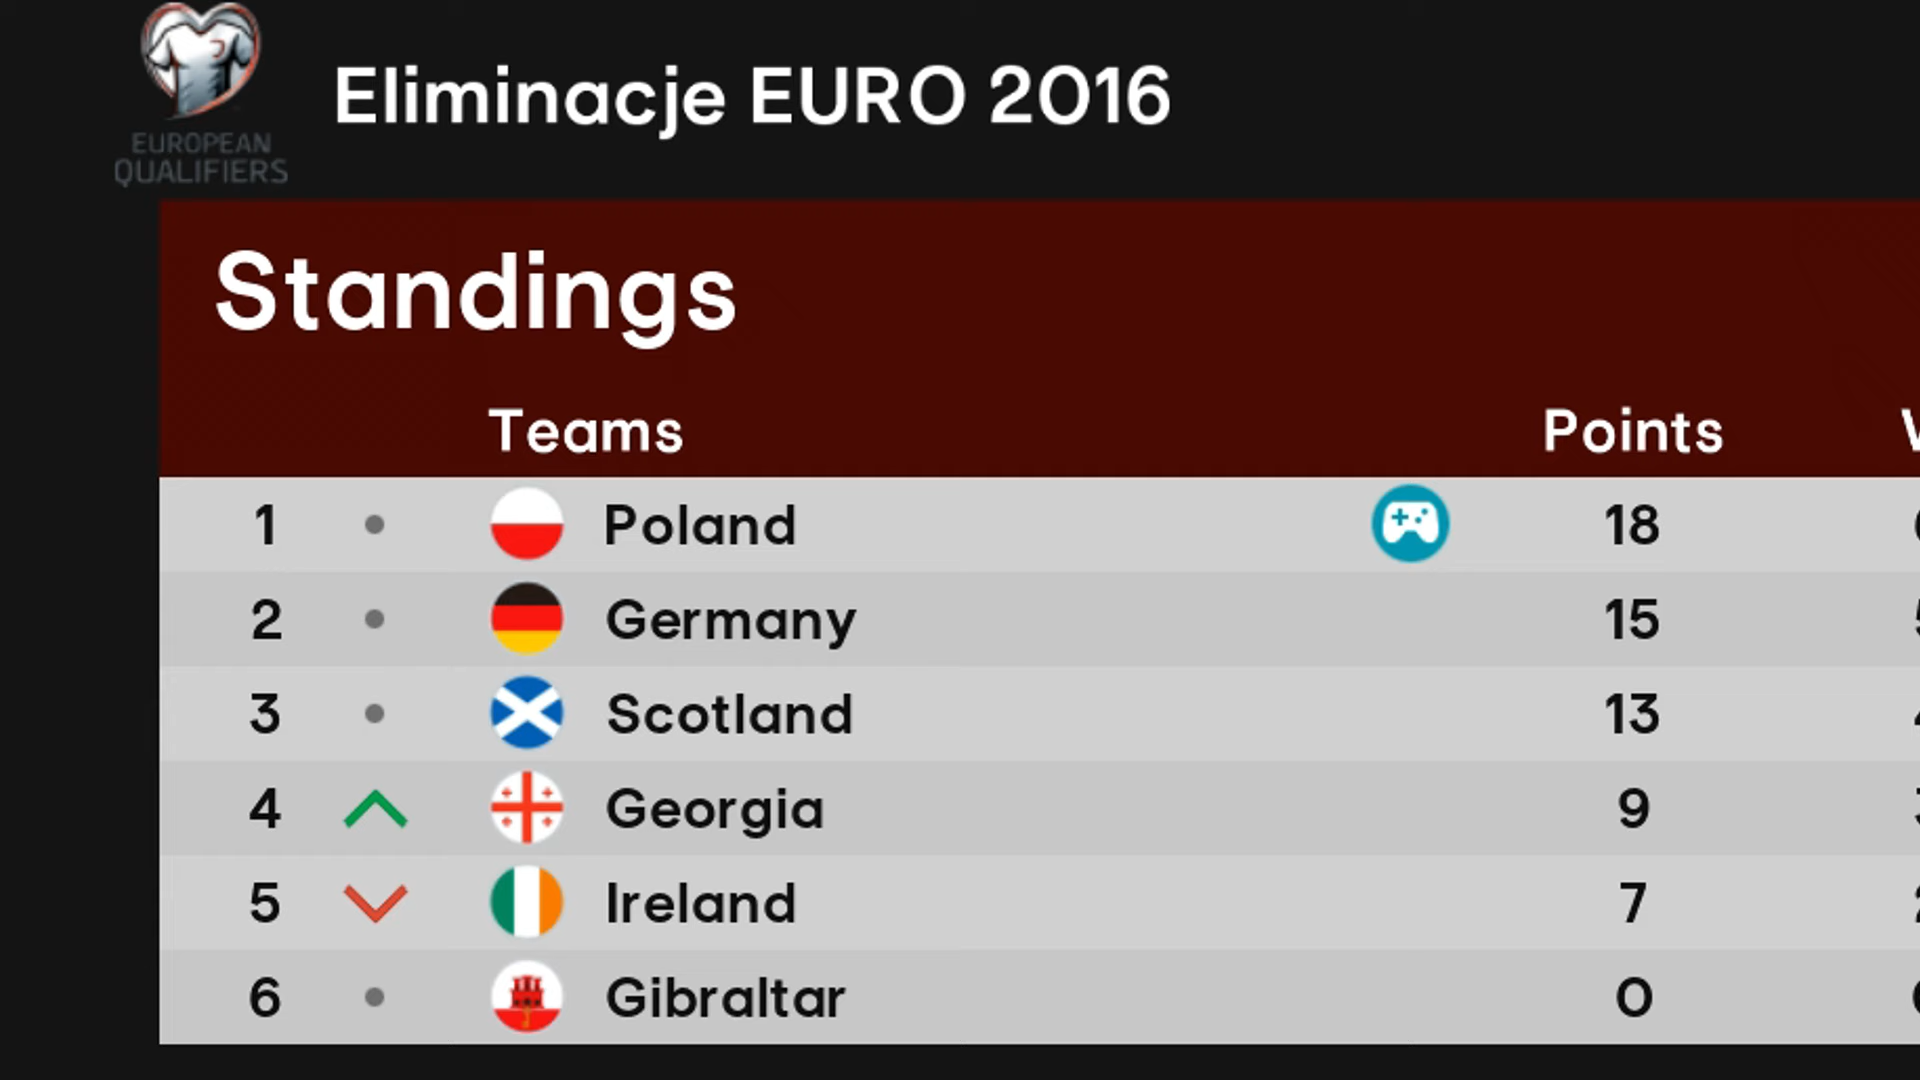 EUROPEAN
QUALIFIERS
Eliminacje EURO 2016
Standings
Teams Points
1 Poland 18
2 Germany 15
3 Scotland 13
4 Georgia 9
5 Ireland 7
6 Gibraltar 0